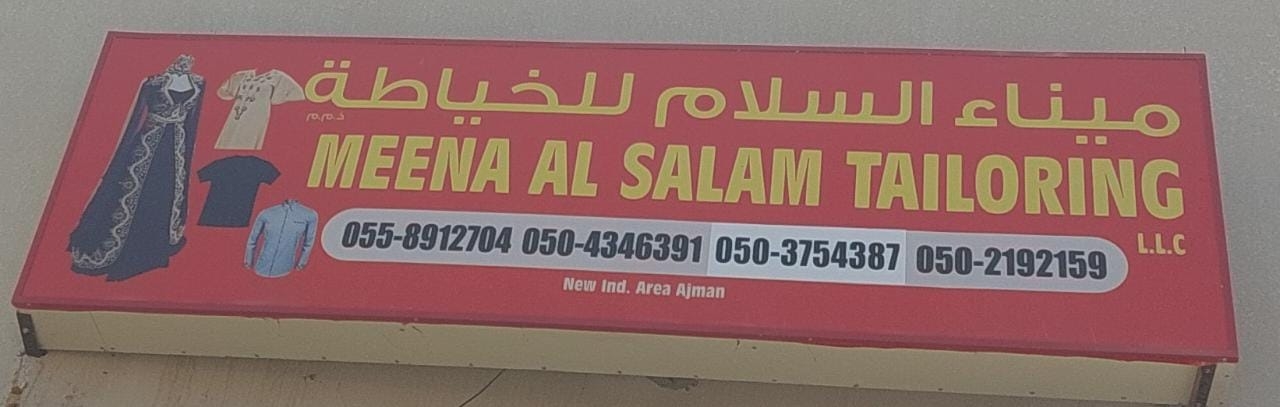 ميناء السلام للخياطة
ذ.م.م
MEENA AL SALAM TAILORING
L.L.C
055-8912704 050-4346391 050-3754387 050-2192159
New Ind. Area Ajman